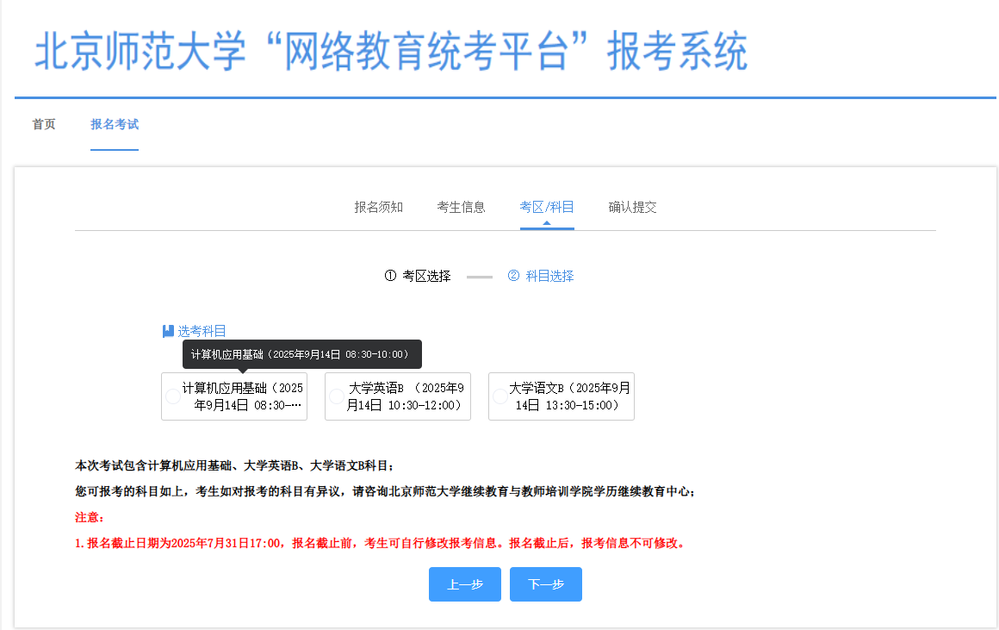 北京师范大学“网络教育统考平台”报考系统
首页 报名考试
报名须知 考生信息 考区/科目 确认提交
① 考区选择 ② 科目选择
选考科目
计算机应用基础（2025年9月14日 08:30-10:00）
计算机应用基础（2025
年9月14日 08:30-…
大学英语B （2025年9
月14日 10:30-12:00）
大学语文B（2025年9月
14日 13:30-15:00）
本次考试包含计算机应用基础、大学英语B、大学语文B科目；
您可报考的科目如上，考生如对报考的科目有异议，请咨询北京师范大学继续教育与教师培训学院学历继续教育中心；
注意：
1.报名截止日期为2025年7月31日17:00，报名截止前，考生可自行修改报考信息。报名截止后，报考信息不可修改。
上一步 下一步